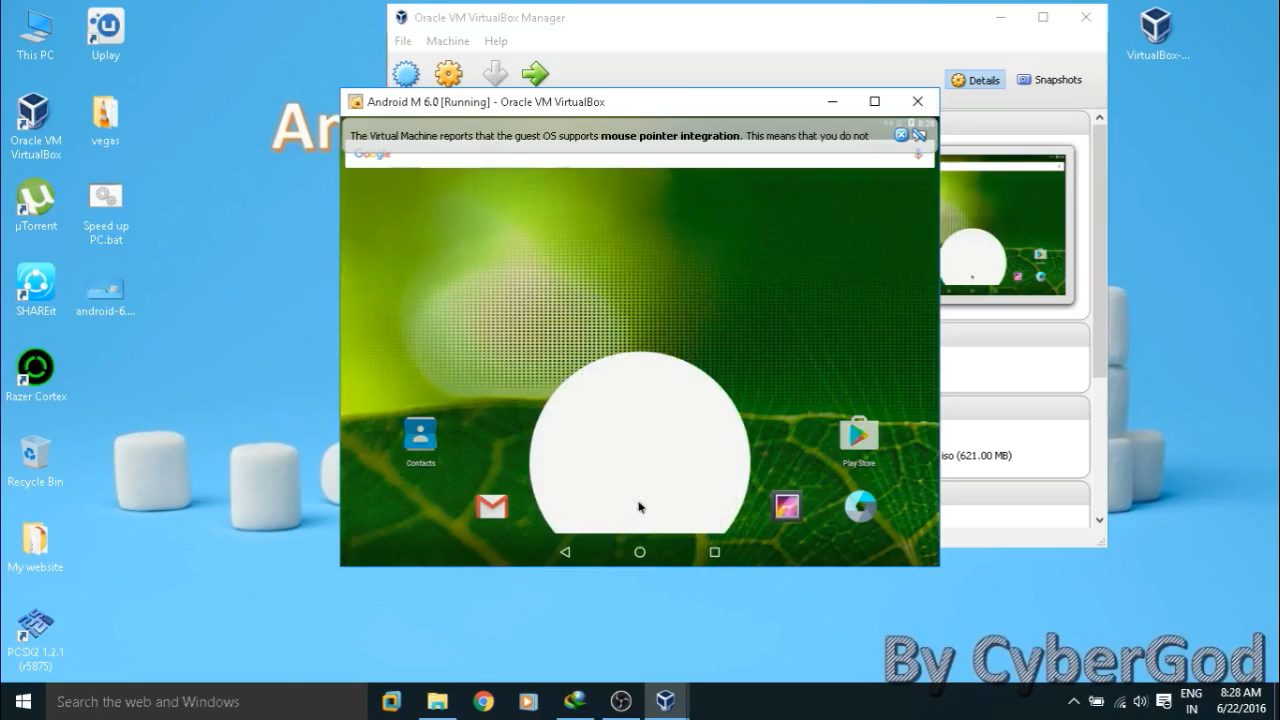 This PC
Uplay
Oracle VM
VirtualBox
vegas
µTorrent
Speed up
PC.bat
SHAREit
android-6....
Razer Cortex
Recycle Bin
My website
PCSX2 1.2.1
(r5875)
An
Oracle VM VirtualBox Manager
File Machine Help
Details
Snapshots
VirtualBox-...
Android M 6.0 [Running] - Oracle VM VirtualBox
The Virtual Machine reports that the guest OS supports mouse pointer integration. This means that you do not
Google
Contacts
Play Store
iso (621.00 MB)
By CyberGod
Search the web and Windows
ENG
IN
8:28 AM
6/22/2016